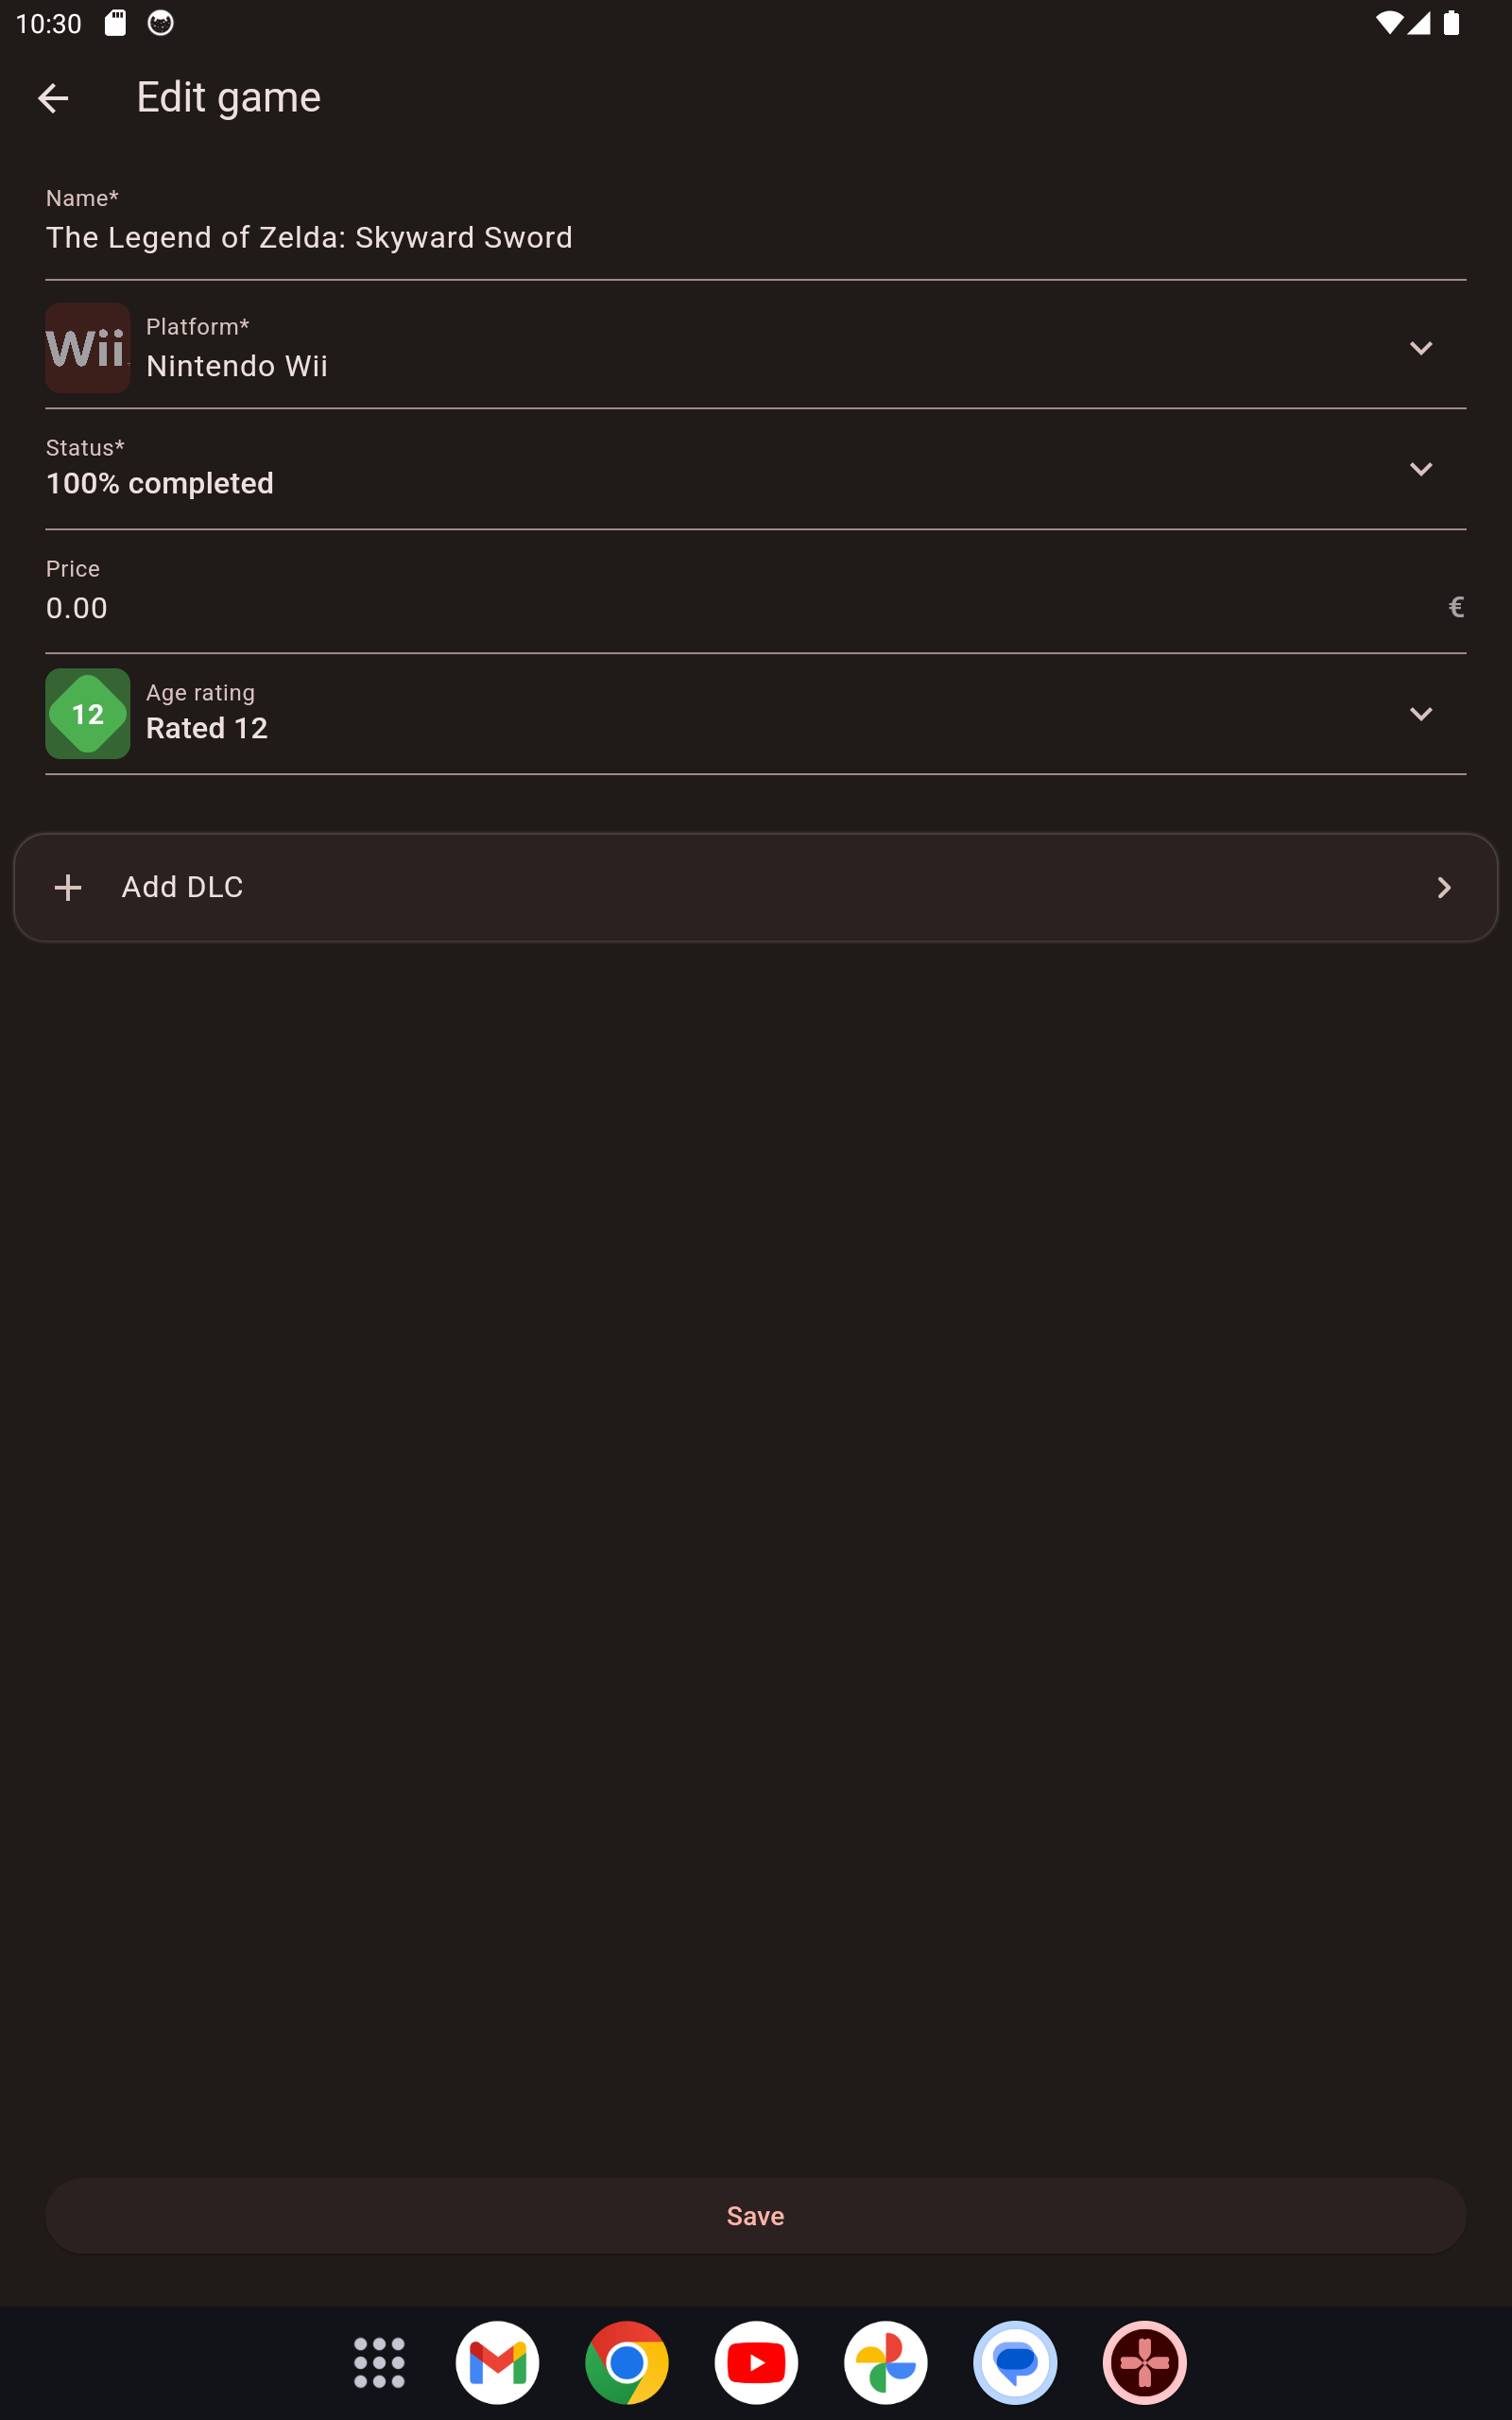 10:30
Edit game
Name*
The Legend of Zelda: Skyward Sword
Wii
Platform*
Nintendo Wii
Status*
100% completed
Price
0.00 €
12
Age rating
Rated 12
Add DLC
Save